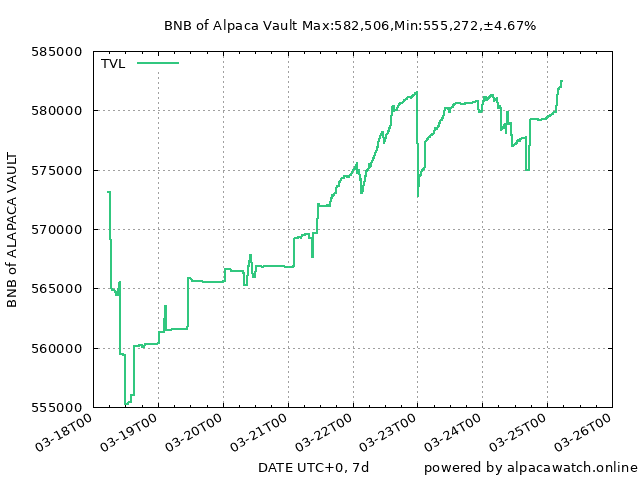 BNB of Alpaca Vault Max:582,506,Min:555,272,±4.67%
585000
TVL
580000
575000
570000
565000
560000
555000
BNB of ALAPACA VAULT
03-18T00
03-19T00
03-20T00
03-21T00
03-22T00
03-23T00
03-24T00
03-25T00
03-26T00
DATE UTC+0, 7d
powered by alpacawatch.online